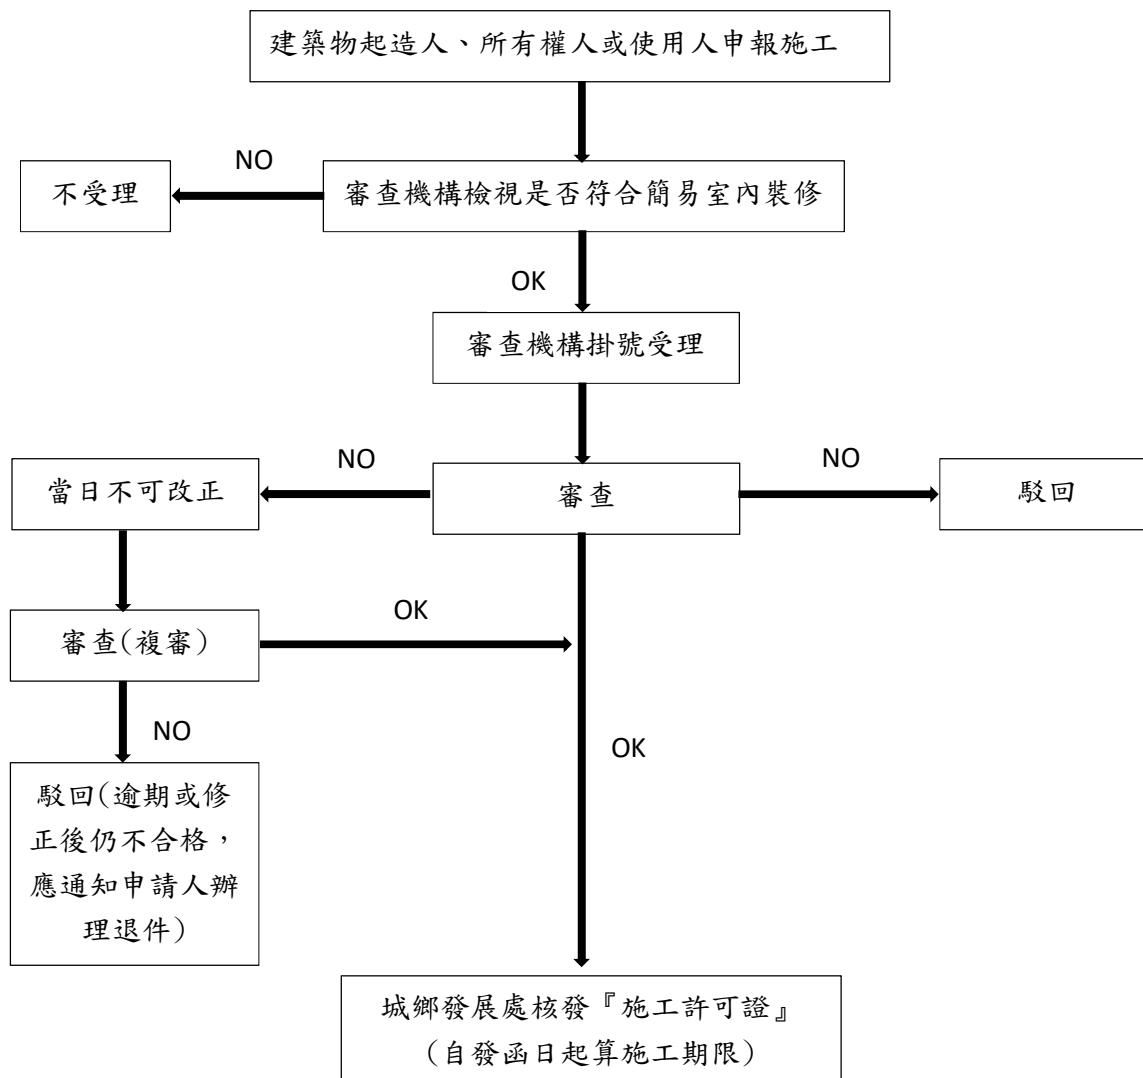 建築物起造人、所有權人或使用人申報施工
NO
不受理
審查機構檢視是否符合簡易室內裝修
OK
審查機構掛號受理
NO
NO
當日不可改正
審查
駁回
OK
審查(複審)
NO
OK
駁回(逾期或修
正後仍不合格，
應通知申請人辦
理退件)
城鄉發展處核發『施工許可證』
(自發函日起算施工期限)